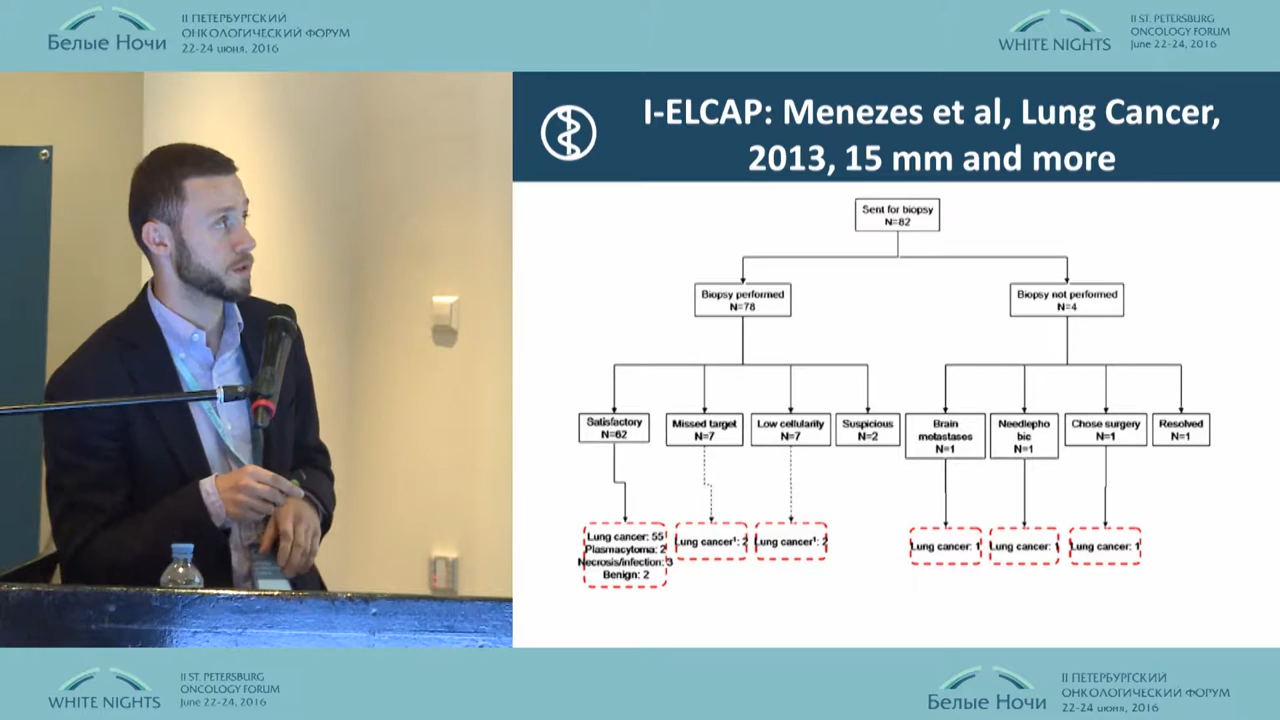 Белые Ночи
II ПЕТЕРБУРГСКИЙ
ОНКОЛОГИЧЕСКИЙ ФОРУМ
22-24 июня, 2016
WHITE NIGHTS
II ST. PETERSBURG
ONCOLOGY FORUM
June 22-24, 2016
I-ELCAP: Menezes et al, Lung Cancer,
2013, 15 mm and more
Sent for biopsy
N=82
Biopsy performed
N=78
Biopsy not performed
N=4
Satisfactory
N=62
Missed target
N=7
Low cellularity
N=7
Suspicious
N=2
Brain
metastases
N=1
Needlepho
bic
N=1
Chose surgery
N=1
Resolved
N=1
Lung cancer: 55
Plasmacytoma: 2
Necrosis/infection: 3
Benign: 2
Lung cancer¹: 2
Lung cancer¹: 2
Lung cancer: 1
Lung cancer: 1
Lung cancer: 1
WHITE NIGHTS
II ST. PETERSBURG
ONCOLOGY FORUM
June 22-24, 2016
Белые Ночи
II ПЕТЕРБУРГСКИЙ
ОНКОЛОГИЧЕСКИЙ ФОРУМ
22-24 июня, 2016